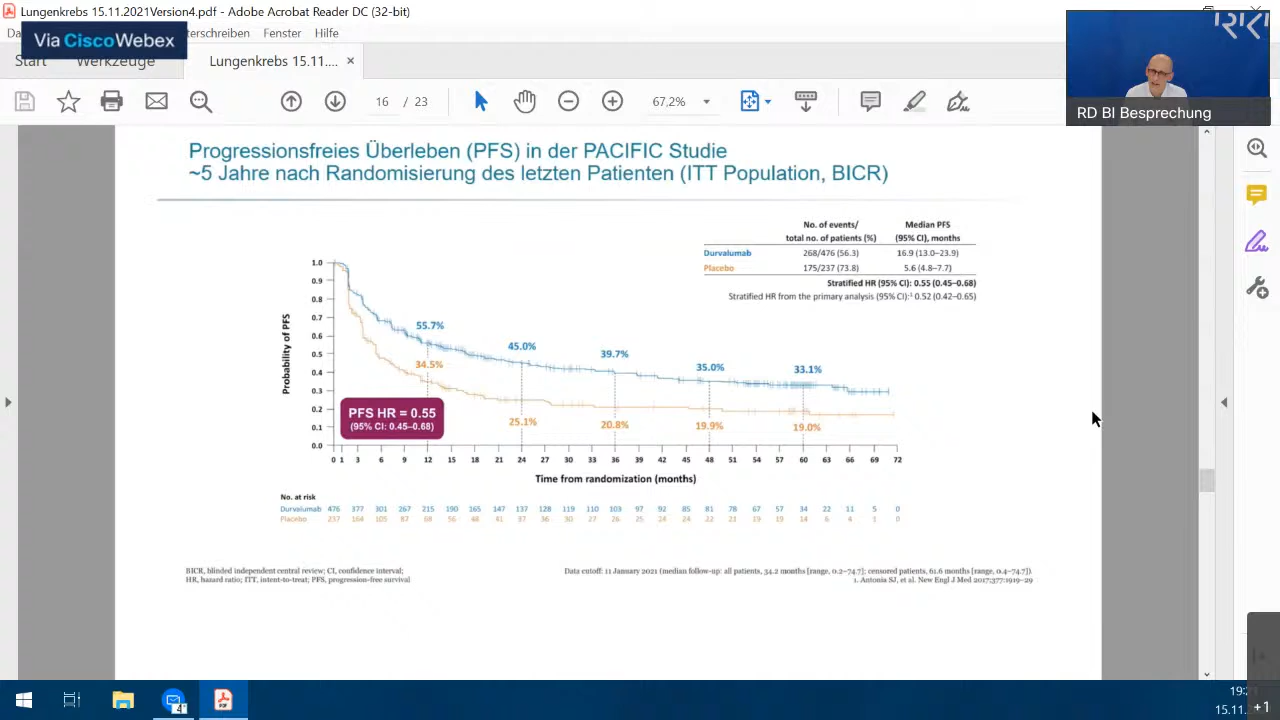 Lungenkrebs 15.11.2021Version4.pdf - Adobe Acrobat Reader DC (32-bit)
Via CiscoWebex
terschreiben Fenster Hilfe
Start Werkzeuge Lungenkrebs 15.11....
16 / 23 67,2%
RKI
RD BI Besprechung
Progressionsfreies Überleben (PFS) in der PACIFIC Studie
~5 Jahre nach Randomisierung des letzten Patienten (ITT Population, BICR)
No. of events/ Median PFS
total no. of patients (%) (95% CI), months
Durvalumab 268/476 (56.3) 16.9 (13.0–23.9)
Placebo 175/237 (73.8) 5.6 (4.8–7.7)
Stratified HR (95% CI): 0.55 (0.45–0.68)
Stratified HR from the primary analysis (95% CI):¹ 0.52 (0.42–0.65)
Probability of PFS
1.0
0.9
0.8
0.7
0.6
0.5
0.4
0.3
0.2
0.1
0.0
55.7%
45.0%
39.7%
35.0%
33.1%
34.5%
25.1%
20.8%
19.9%
19.0%
PFS HR = 0.55
(95% CI: 0.45–0.68)
0 1 3 6 9 12 15 18 21 24 27 30 33 36 39 42 45 48 51 54 57 60 63 66 69 72
Time from randomization (months)
No. at risk
Durvalumab 476 377 301 267 215 190 165 147 137 128 119 110 103 97 92 85 81 78 67 57 34 22 11 5 0
Placebo 237 164 105 87 68 56 48 41 37 36 30 27 26 25 24 24 22 21 19 19 14 6 4 1 0
BICR, blinded independent central review; CI, confidence interval;
HR, hazard ratio; ITT, intent-to-treat; PFS, progression-free survival
Data cutoff: 11 January 2021 (median follow-up: all patients, 34.2 months [range, 0.2–74.7]; censored patients, 61.6 months [range, 0.4–74.7]).
1. Antonia SJ, et al. New Engl J Med 2017;377:1919–29
4
+1